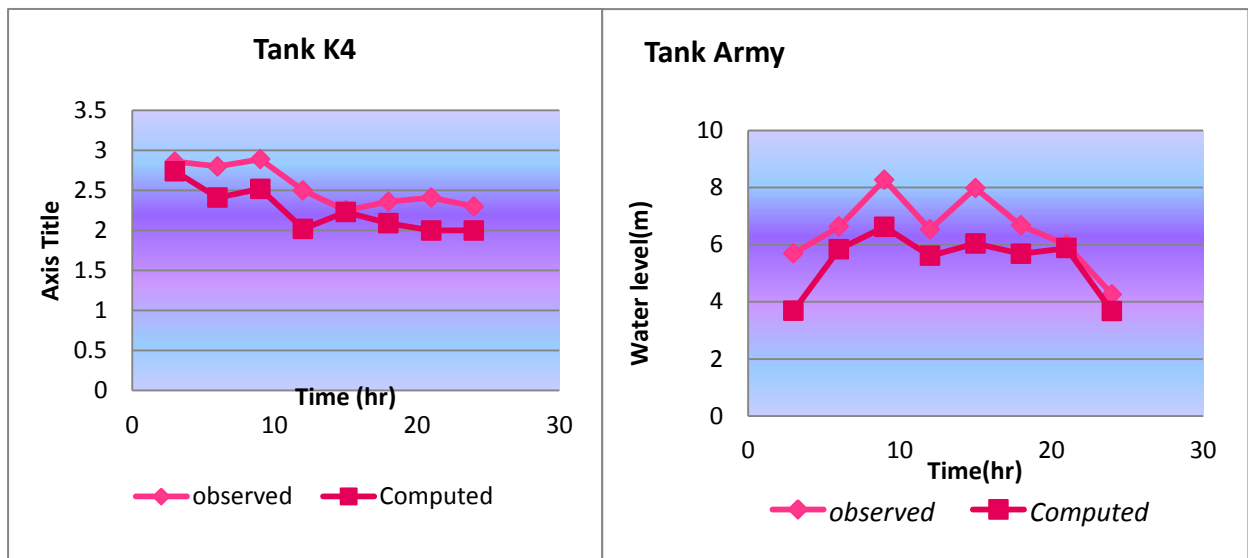 Tank K4
3.5
3
2.5
2
1.5
1
0.5
0
Axis Title
0 10 20 30
Time (hr)
observed Computed
Tank Army
10
8
6
4
2
0
Water level(m)
0 10 20 30
Time(hr)
observed Computed